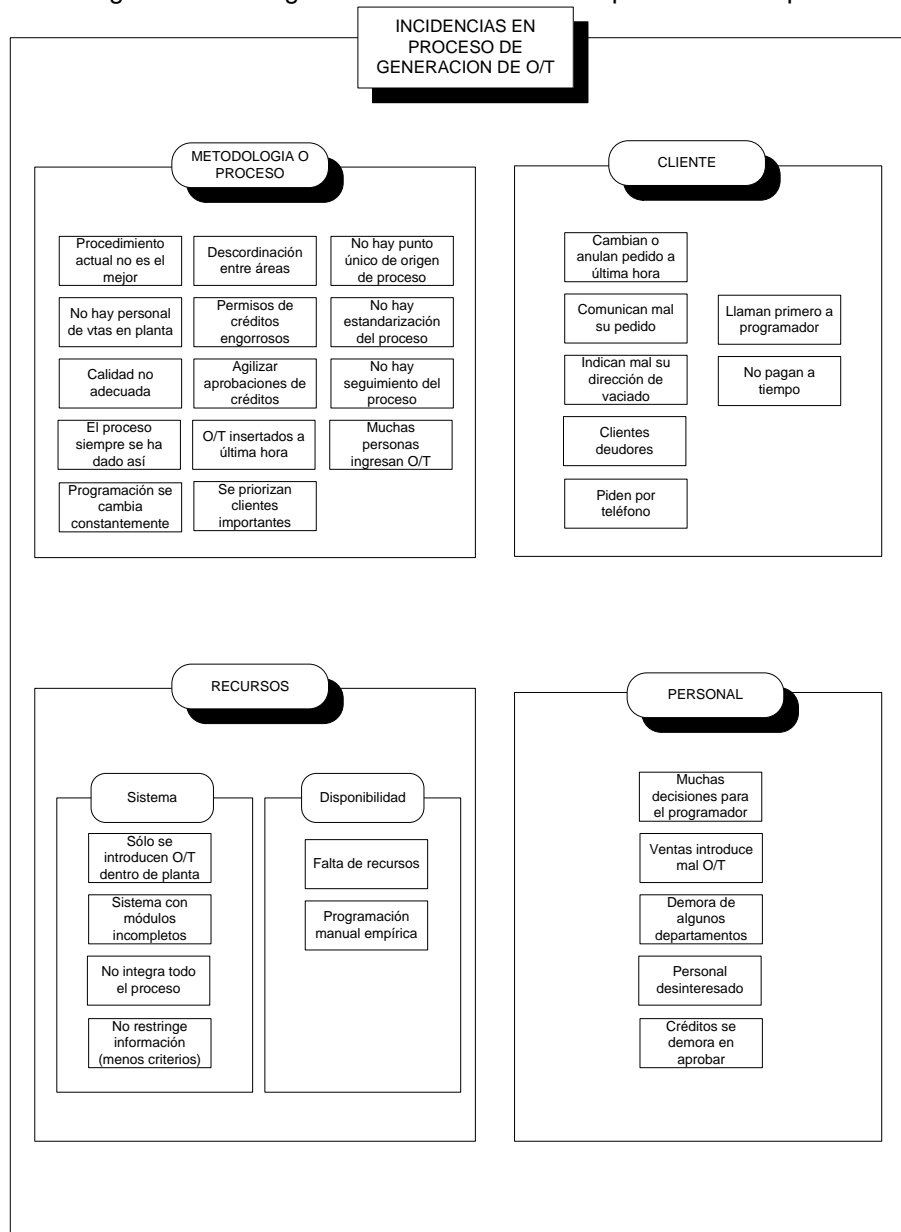 INCIDENCIAS EN
PROCESO DE
GENERACION DE O/T
METODOLOGIA O
PROCESO
Procedimiento
actual no es el
mejor
Descordinación
entre áreas
No hay punto
único de origen
de proceso
No hay personal
de vtas en planta
Permisos de
créditos
engorrosos
No hay
estandarización
del proceso
Calidad no
adecuada
Agilizar
aprobaciones de
créditos
No hay
seguimiento del
proceso
El proceso
siempre se ha
dado así
O/T insertados a
última hora
Muchas
personas
ingresan O/T
Programación se
cambia
constantemente
Se priorizan
clientes
importantes
CLIENTE
Cambian o
anulan pedido a
última hora
Comunican mal
su pedido
Llaman primero a
programador
Indican mal su
dirección de
vaciado
No pagan a
tiempo
Clientes
deudores
Piden por
teléfono
RECURSOS
Sistema
Sólo se
introducen O/T
dentro de planta
Sistema con
módulos
incompletos
No integra todo
el proceso
No restringe
información
(menos criterios)
Disponibilidad
Falta de recursos
Programación
manual empírica
PERSONAL
Muchas
decisiones para
el programador
Ventas introduce
mal O/T
Demora de
algunos
departamentos
Personal
desinteresado
Créditos se
demora en
aprobar